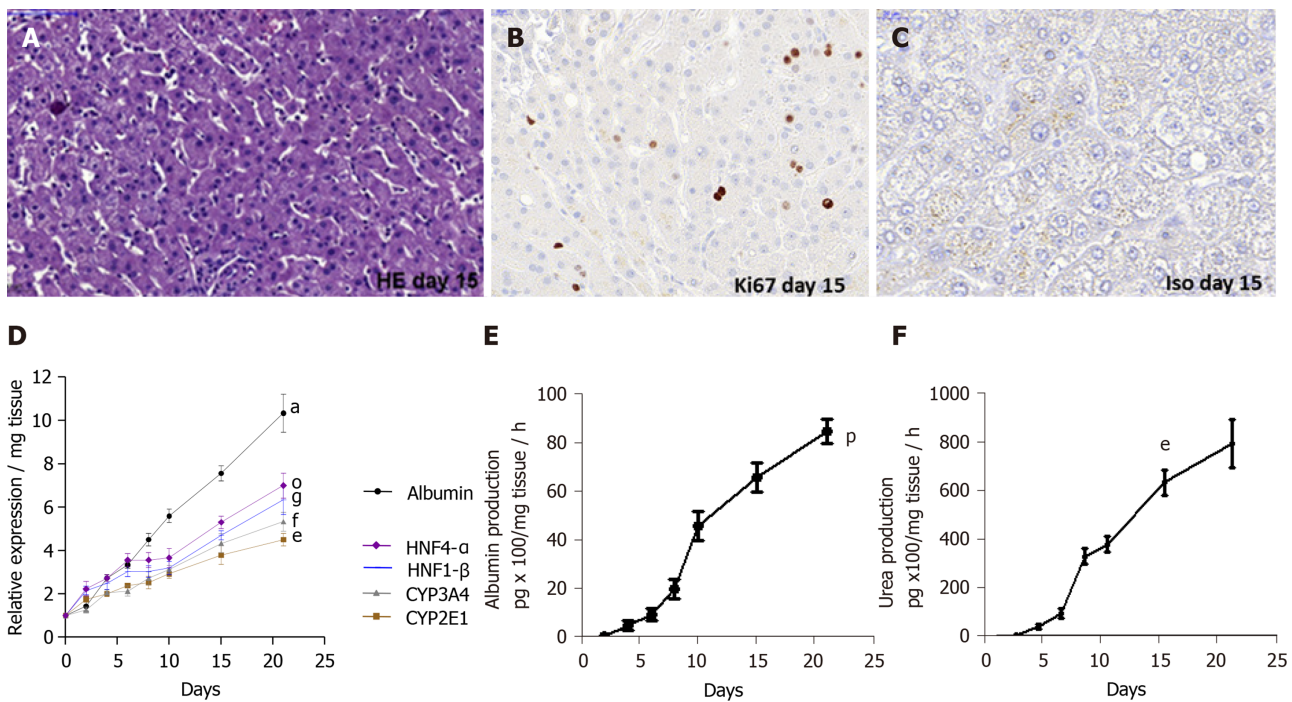 A
HE day 15
B
Ki67 day 15
C
Iso day 15
D
Relative expression / mg tissue
12
10
8
6
4
2
0
0 5 10 15 20 25
Days
a
o
g
f
e
Albumin
HNF4-α
HNF1-β
CYP3A4
CYP2E1
E
Albumin production
pg x 100/mg tissue / h
100
80
60
40
20
0
0 5 10 15 20 25
Days
p
F
Urea production
pg x100/mg tissue / h
1000
800
600
400
200
0
0 5 10 15 20 25
Days
e